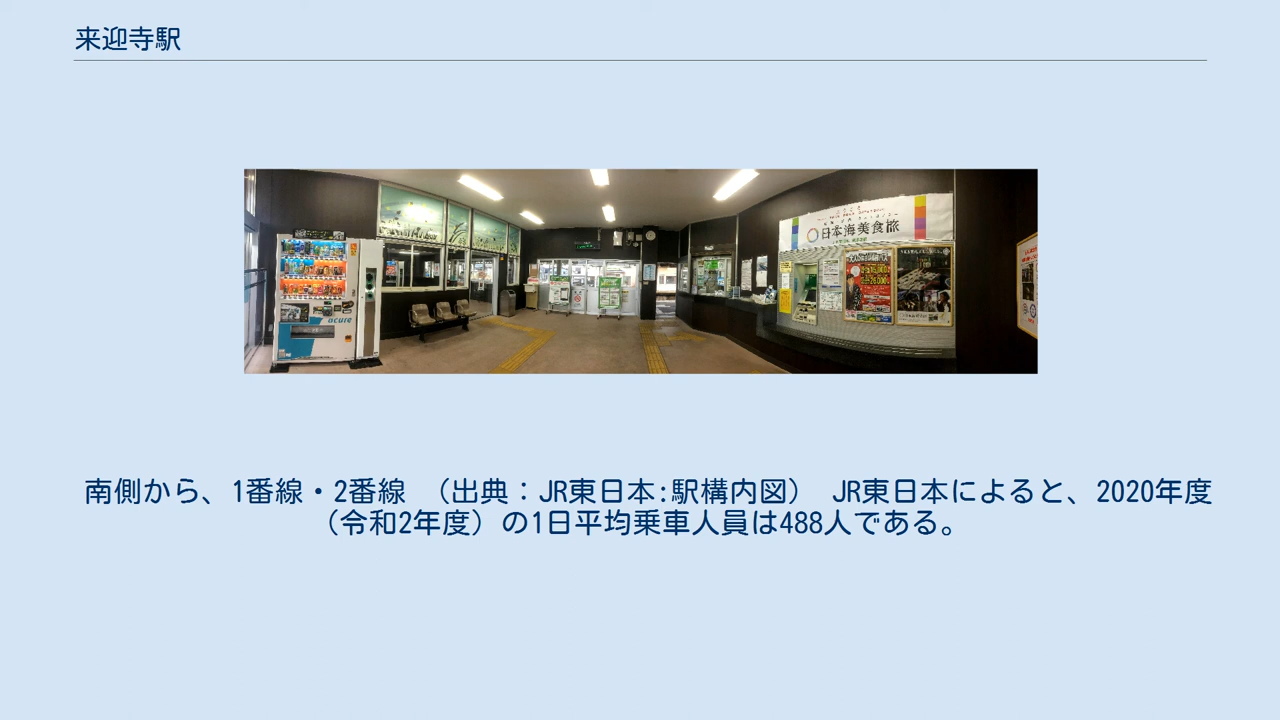 来迎寺駅
日本海美食旅
acure
南側から、1番線・2番線 （出典：JR東日本:駅構内図） JR東日本によると、2020年度
（令和2年度）の1日平均乗車人員は488人である。